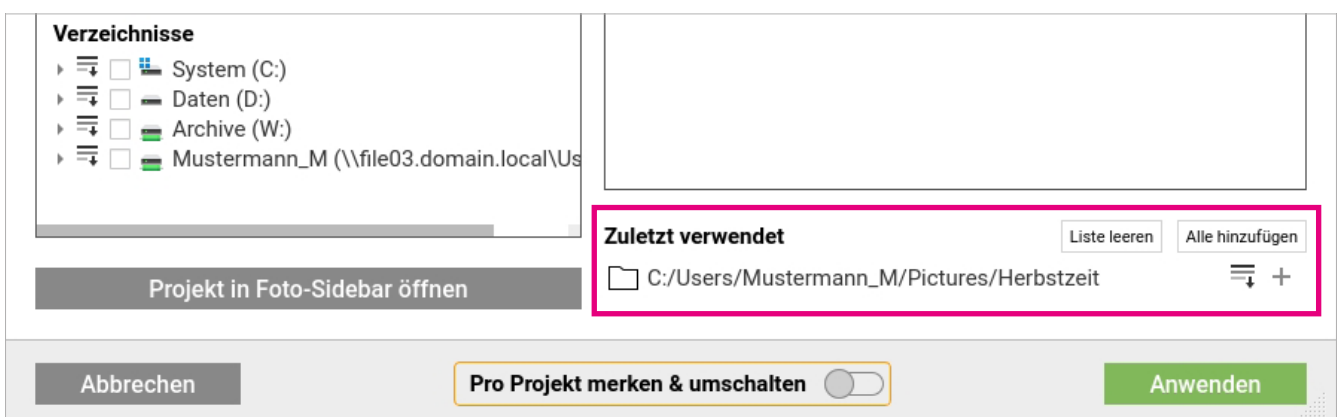 Verzeichnisse
System (C:)
Daten (D:)
Archive (W:)
Mustermann_M (\\file03.domain.local\Us
Projekt in Foto-Sidebar öffnen
Zuletzt verwendet
Liste leeren
Alle hinzufügen
C:/Users/Mustermann_M/Pictures/Herbstzeit
Abbrechen
Pro Projekt merken & umschalten
Anwenden